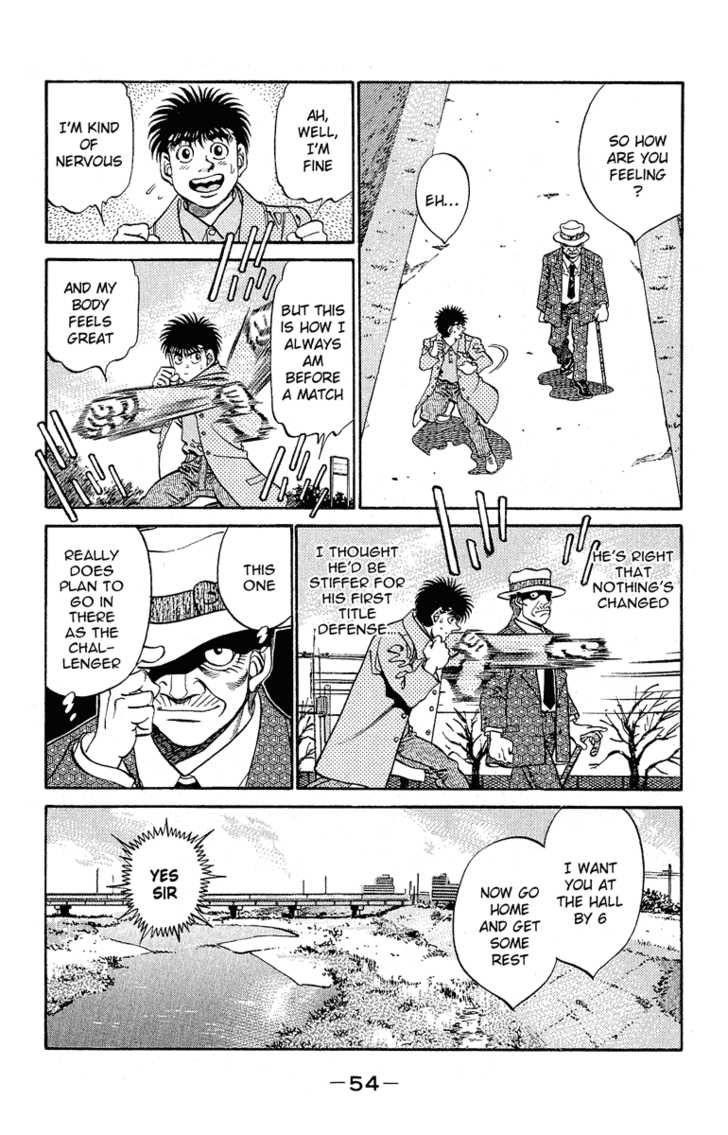 SO HOW
ARE YOU
FEELING
?
EH...
AH,
WELL,
I'M
FINE
I'M KIND
OF
NERVOUS
BUT THIS
IS HOW I
ALWAYS
AM
BEFORE
A MATCH
AND MY
BODY
FEELS
GREAT
HE'S RIGHT
THAT
NOTHING'S
CHANGED
I THOUGHT
HE'D BE
STIFFER FOR
HIS FIRST
TITLE
DEFENSE...
THIS
ONE
REALLY
DOES
PLAN TO
GO IN
THERE
AS THE
CHAL-
LENGER
I WANT
YOU AT
THE HALL
BY 6
NOW GO
HOME
AND GET
SOME
REST
YES
SIR
-54-